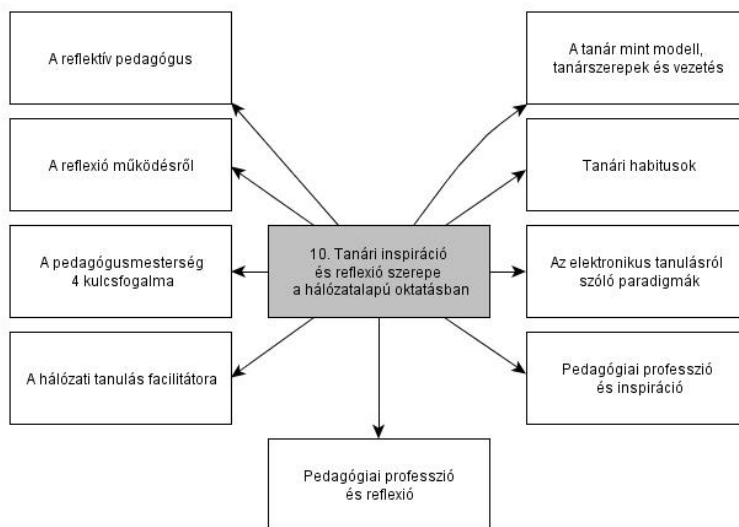 A reflektív pedagógus
A tanár mint modell,
tanárszerepek és vezetés
A reflexió működésről
Tanári habitusok
10. Tanári inspiráció
és reflexió szerepe
a hálózatalapú oktatásban
A pedagógusmesterség
4 kulcsfogalma
Az elektronikus tanulásról
szóló paradigmák
A hálózati tanulás facilitátora
Pedagógiai professzió
és inspiráció
Pedagógiai professzió
és reflexió